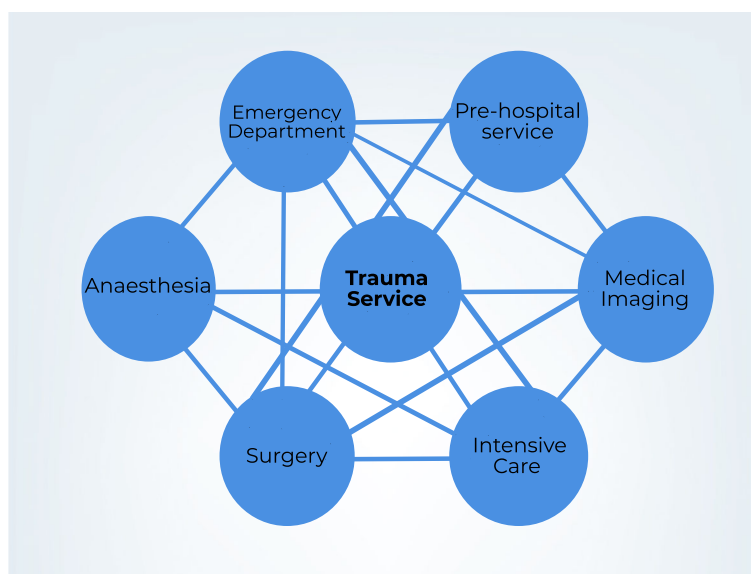 Emergency
Department
Pre-hospital
service
Anaesthesia
Trauma
Service
Medical
Imaging
Surgery
Intensive
Care